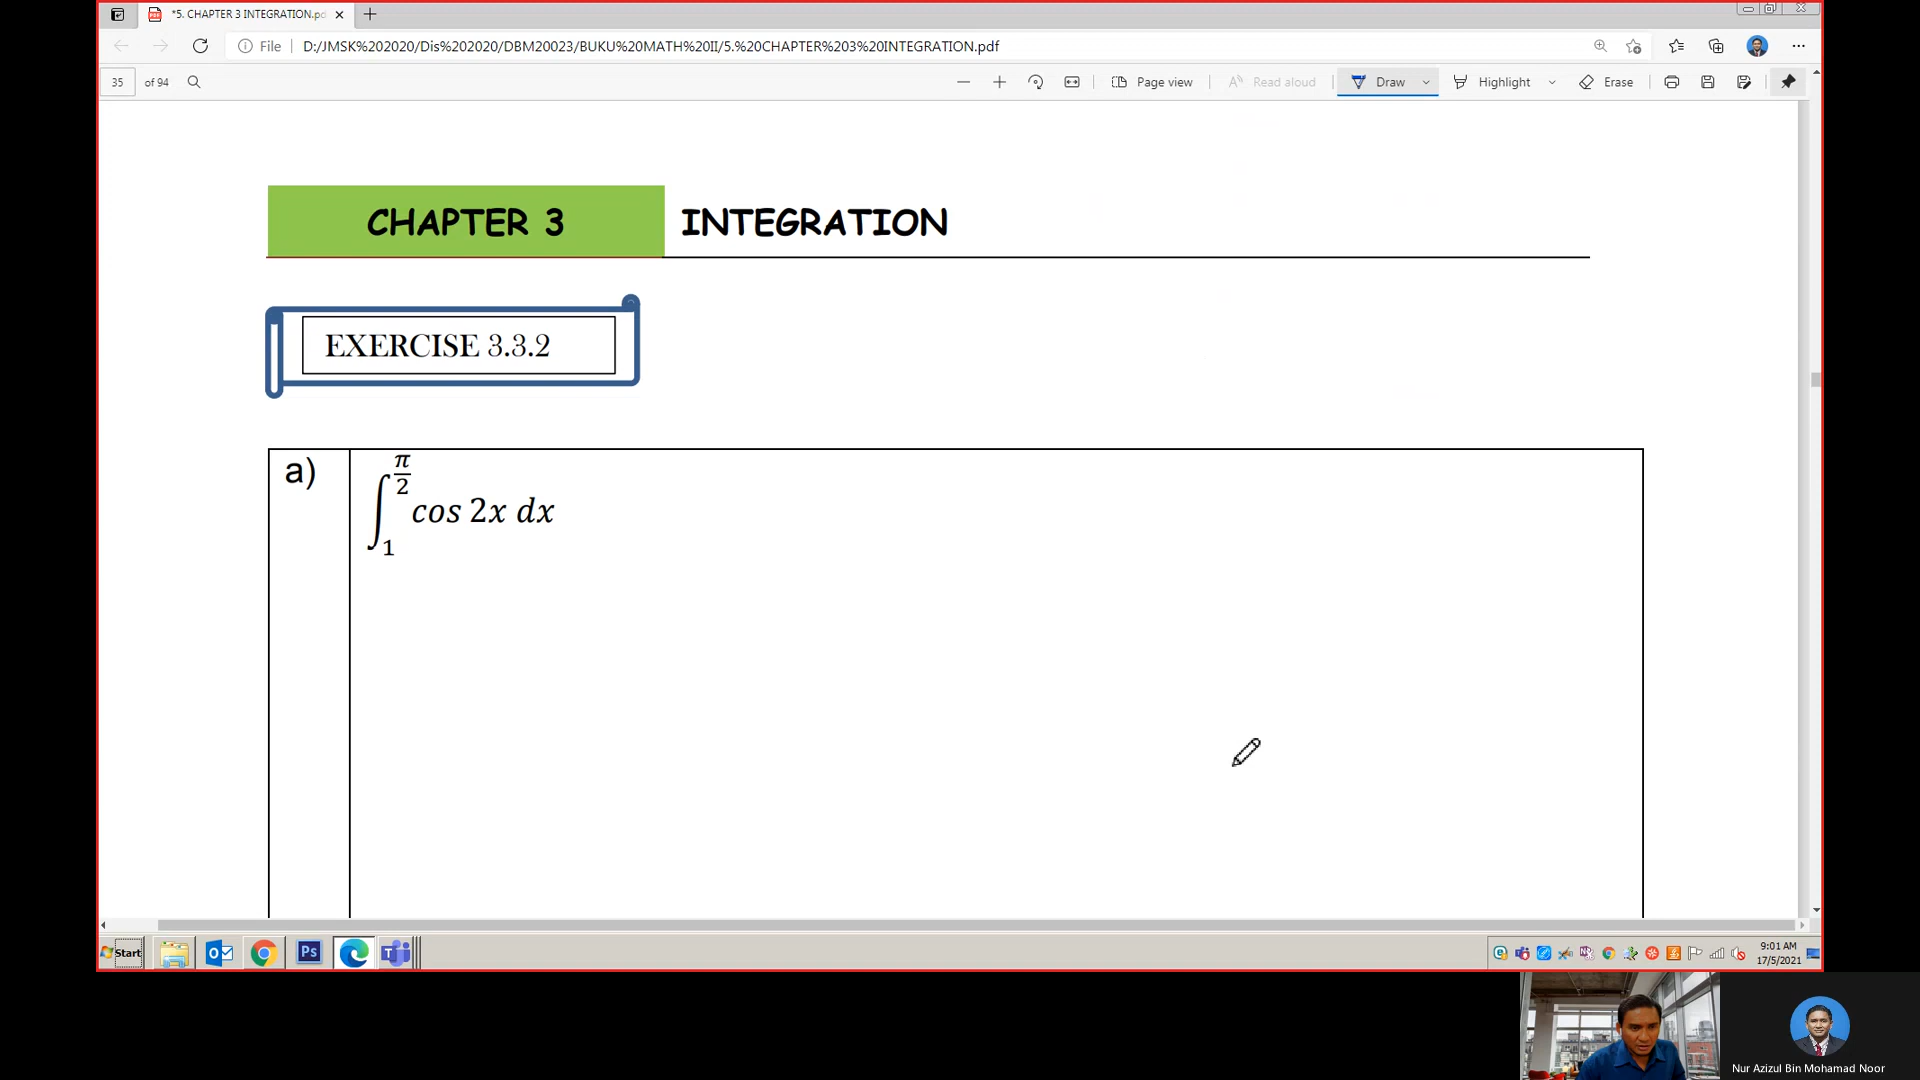 *5. CHAPTER 3 INTEGRATION.pd
File
D:/JMSK%202020/Dis%202020/DBM20023/BUKU%20MATH%20II/5.%20CHAPTER%203%20INTEGRATION.pdf
35 of 94
Page view
Read aloud
Draw
Highlight
Erase
CHAPTER 3 INTEGRATION
EXERCISE 3.3.2
a) ∫₁^(π/2) cos 2x dx
Start
Ps
9:01 AM
17/5/2021
Nur Azizul Bin Mohamad Noor